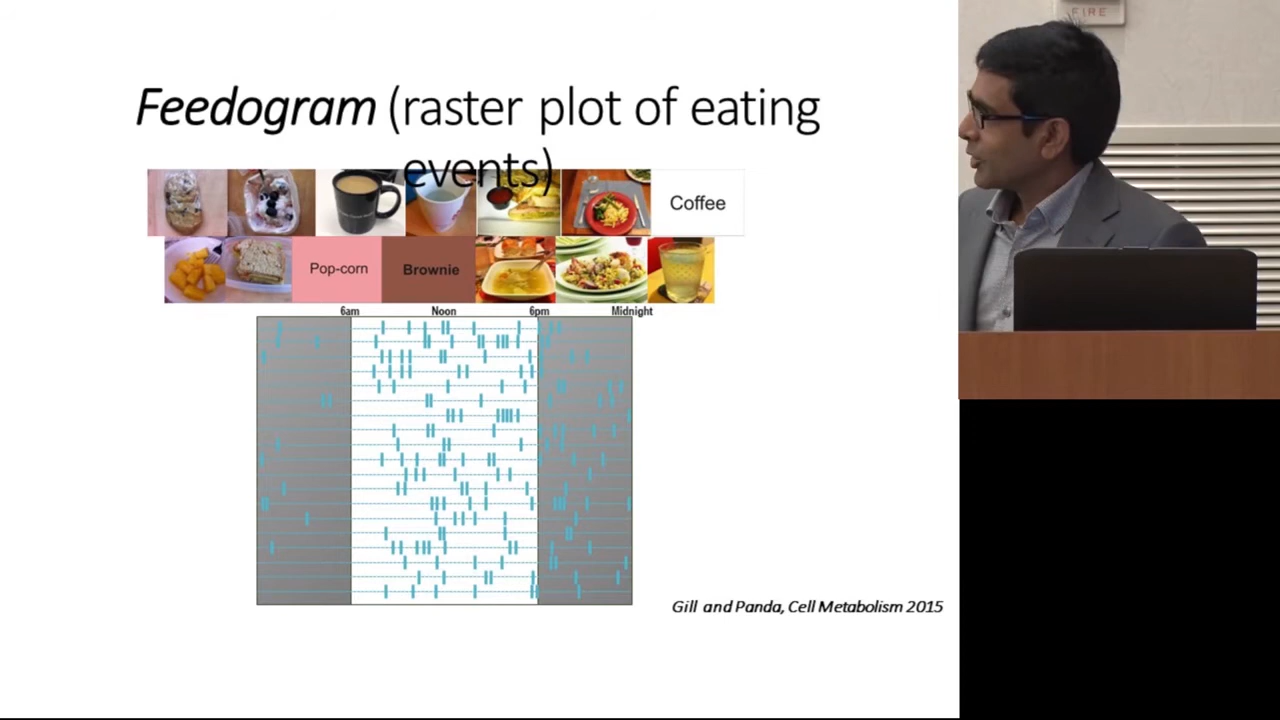 FIRE
Feedogram (raster plot of eating
events)
Coffee
Pop-corn
Brownie
6am Noon 6pm Midnight
Gill and Panda, Cell Metabolism 2015